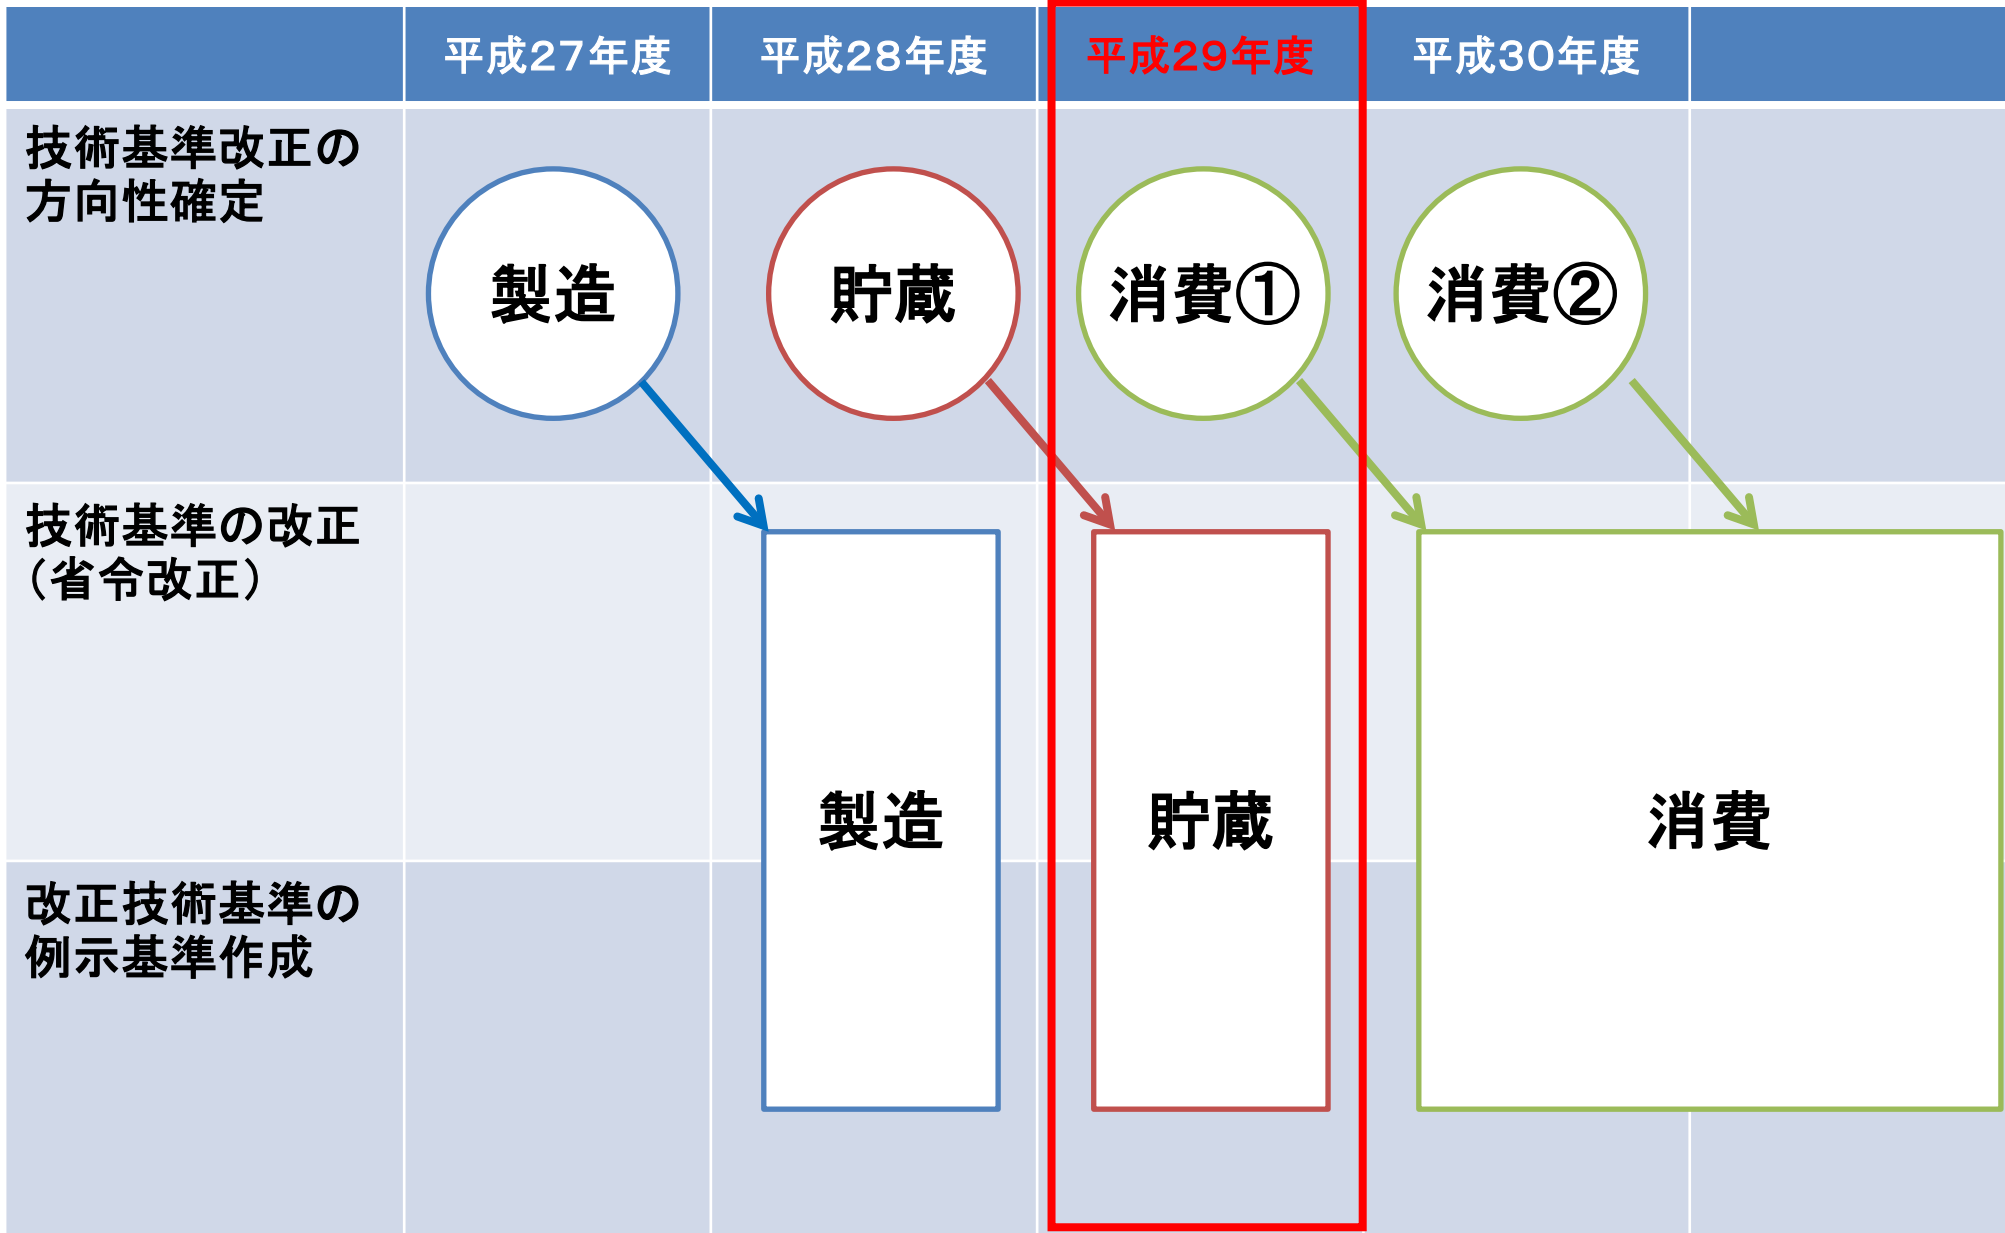 平成27年度
平成28年度
平成29年度
平成30年度
技術基準改正の
方向性確定
製造
貯蔵
消費①
消費②
技術基準の改正
（省令改正）
製造
貯蔵
消費
改正技術基準の
例示基準作成